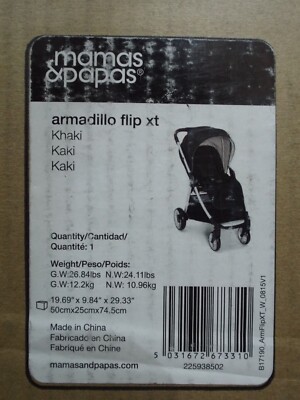 mamas
&papas®
armadillo flip xt
Khaki
Kaki
Kaki
Quantity/Cantidad/
Quantité: 1
Weight/Peso/Poids:
G.W:26.84lbs N.W:24.11lbs
G.W:12.2kg N.W: 10.96kg
19.69" x 9.84" x 29.33"
50cmx25cmx74.5cm
Made in China
Fabricado en China
Fabriqué en China
mamasandpapas.com
5 031672 673310
225938502
B17190_ArmFlipXT_W_0815V1